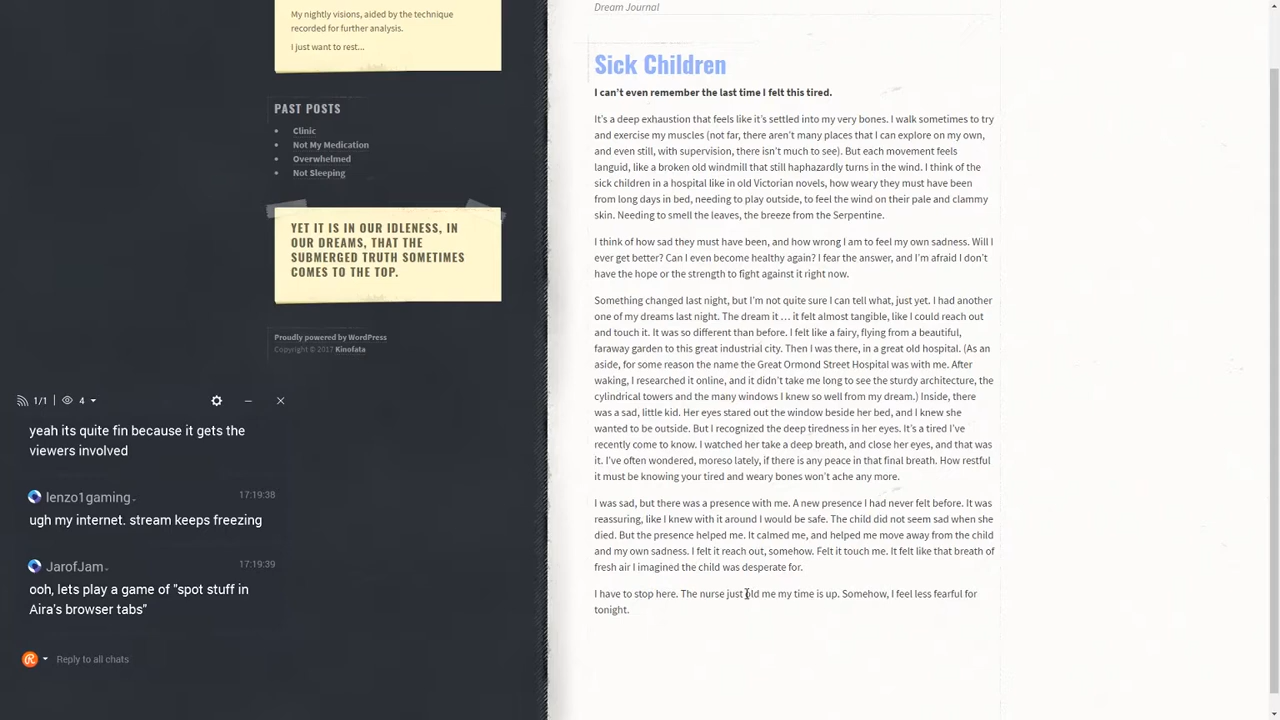 My nightly visions, aided by the technique
recorded for further analysis.
I just want to rest...
PAST POSTS
Clinic
Not My Medication
Overwhelmed
Not Sleeping
YET IT IS IN OUR IDLENESS, IN
OUR DREAMS, THAT THE
SUBMERGED TRUTH SOMETIMES
COMES TO THE TOP.
Proudly powered by WordPress
Copyright © 2017 Kinofata
1/1 | 4
yeah its quite fin because it gets the
viewers involved
lenzo1gaming
17:19:38
ugh my internet. stream keeps freezing
JarofJam
17:19:39
ooh, lets play a game of "spot stuff in
Aira's browser tabs"
Reply to all chats
Dream Journal
Sick Children
I can't even remember the last time I felt this tired.
It's a deep exhaustion that feels like it's settled into my very bones. I walk sometimes to try
and exercise my muscles (not far, there aren't many places that I can explore on my own,
and even still, with supervision, there isn't much to see). But each movement feels
languid, like a broken old windmill that still haphazardly turns in the wind. I think of the
sick children in a hospital like in old Victorian novels, how weary they must have been
from long days in bed, needing to play outside, to feel the wind on their pale and clammy
skin. Needing to smell the leaves, the breeze from the Serpentine.
I think of how sad they must have been, and how wrong I am to feel my own sadness. Will I
ever get better? Can I even become healthy again? I fear the answer, and I'm afraid I don't
have the hope or the strength to fight against it right now.
Something changed last night, but I'm not quite sure I can tell what, just yet. I had another
one of my dreams last night. The dream it … it felt almost tangible, like I could reach out
and touch it. It was so different than before. I felt like a fairy, flying from a beautiful,
faraway garden to this great industrial city. Then I was there, in a great old hospital. (As an
aside, for some reason the name the Great Ormond Street Hospital was with me. After
waking, I researched it online, and it didn't take me long to see the sturdy architecture, the
cylindrical towers and the many windows I knew so well from my dream.) Inside, there
was a sad, little kid. Her eyes stared out the window beside her bed, and I knew she
wanted to be outside. But I recognized the deep tiredness in her eyes. It's a tired I've
recently come to know. I watched her take a deep breath, and close her eyes, and that was
it. I've often wondered, moreso lately, if there is any peace in that final breath. How restful
it must be knowing your tired and weary bones won't ache any more.
I was sad, but there was a presence with me. A new presence I had never felt before. It was
reassuring, like I knew with it around I would be safe. The child did not seem sad when she
died. But the presence helped me. It calmed me, and helped me move away from the child
and my own sadness. I felt it reach out, somehow. Felt it touch me. It felt like that breath of
fresh air I imagined the child was desperate for.
I have to stop here. The nurse just told me my time is up. Somehow, I feel less fearful for
tonight.